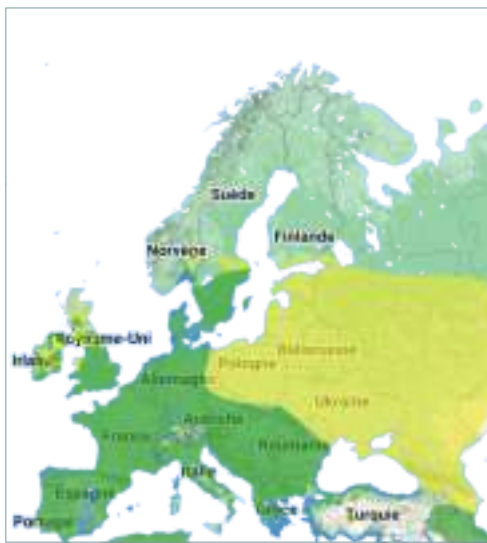 Suède
Norvège
Finlande
Royaume-Uni
Irlande
Biélorussie
Pologne
Allemagne
Ukraine
Autriche
France
Roumanie
Italie
Espagne
Portugal
Grèce
Turquie